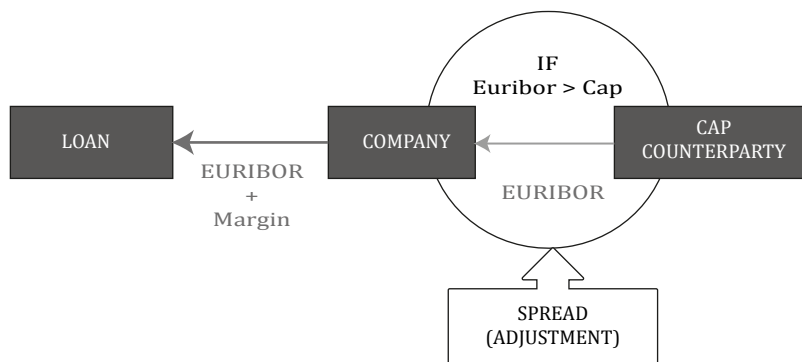 IF
Euribor > Cap
LOAN
COMPANY
CAP
COUNTERPARTY
EURIBOR
+
Margin
EURIBOR
SPREAD
(ADJUSTMENT)